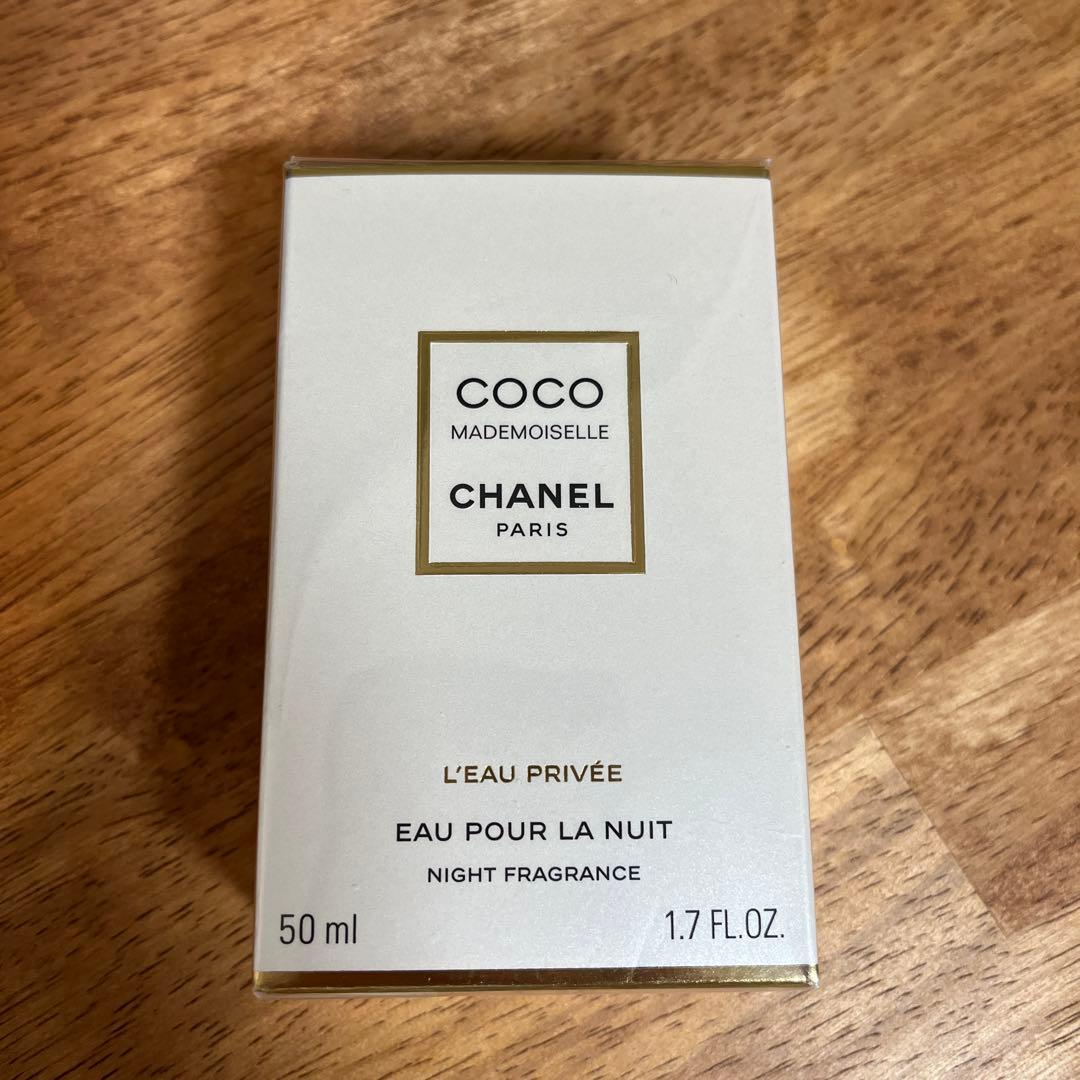 COCO
MADEMOISELLE
CHANEL
PARIS
L'EAU PRIVÉE
EAU POUR LA NUIT
NIGHT FRAGRANCE
50 ml
1.7 FL.OZ.